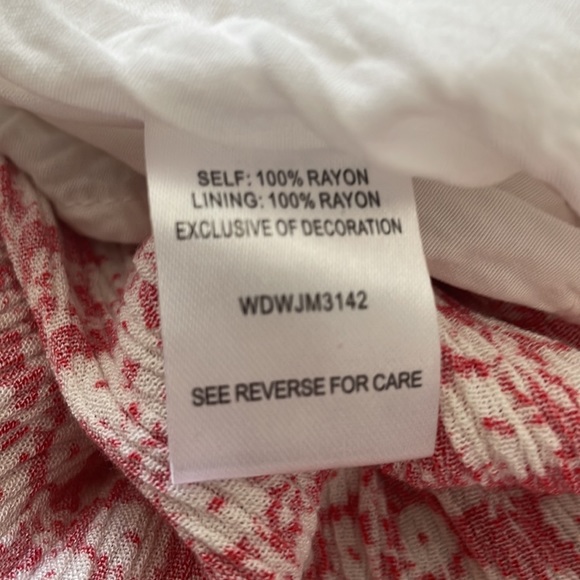 SELF: 100% RAYON
LINING: 100% RAYON
EXCLUSIVE OF DECORATION
WDWJM3142
SEE REVERSE FOR CARE